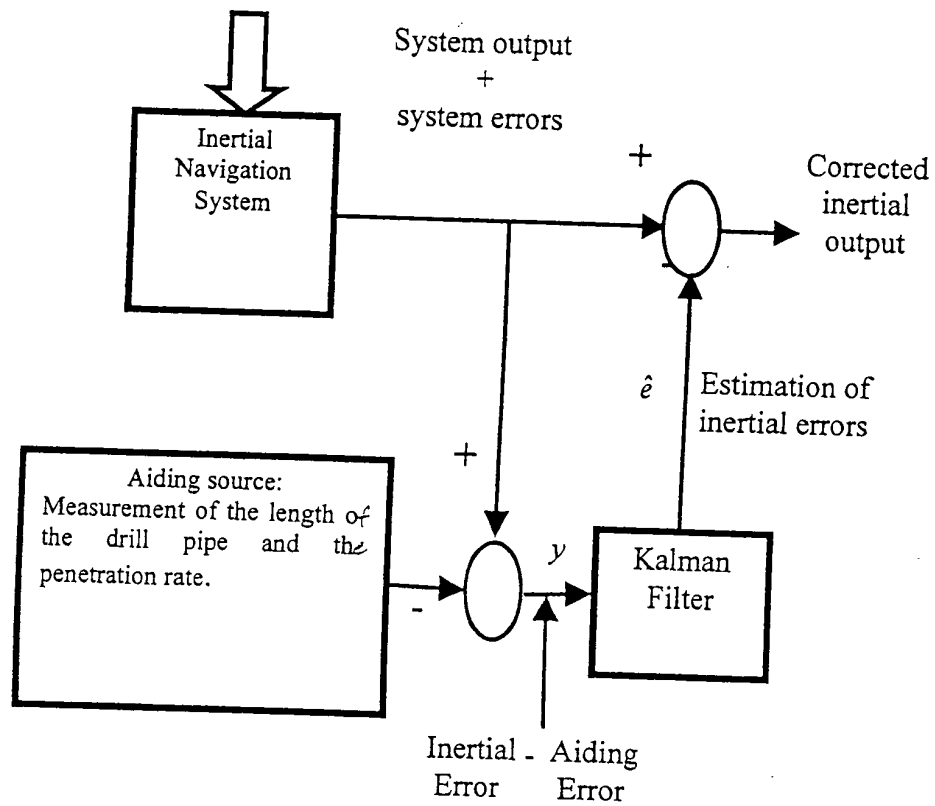 System output
+
system errors
Inertial
Navigation
System
+
-
Corrected
inertial
output
ê
Estimation of
inertial errors
+
Aiding source:
Measurement of the length of
the drill pipe and the
penetration rate.
-
y
Kalman
Filter
Inertial - Aiding
Error Error